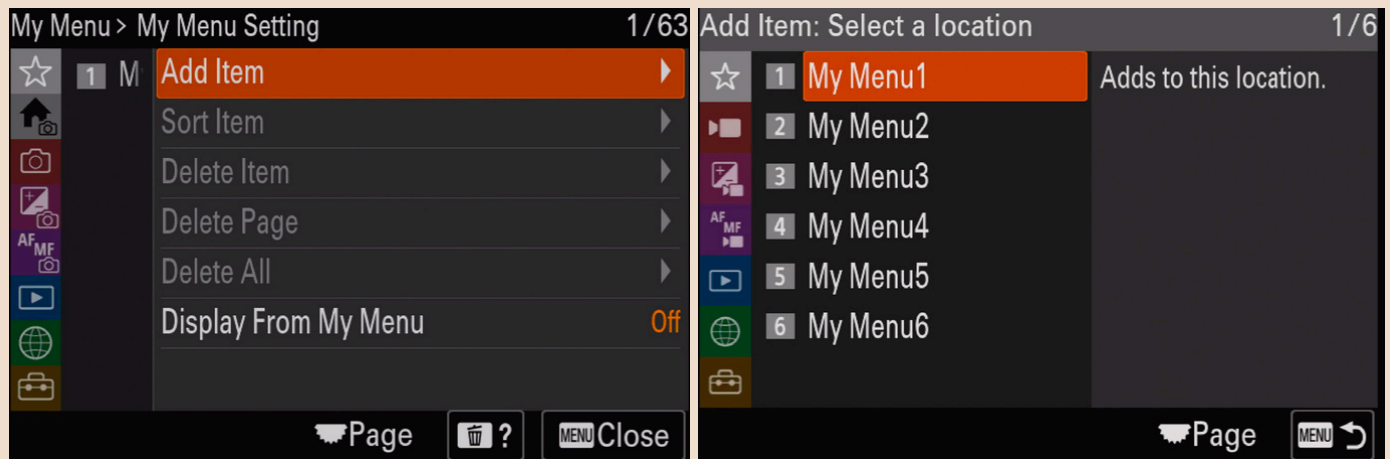 My Menu > My Menu Setting 1/63
1 M
Add Item
Sort Item
Delete Item
Delete Page
Delete All
Display From My Menu Off
AF MF
Page ? MENU Close
Add Item: Select a location 1/6
1 My Menu1
2 My Menu2
3 My Menu3
4 My Menu4
5 My Menu5
6 My Menu6
Adds to this location.
AF MF
Page MENU